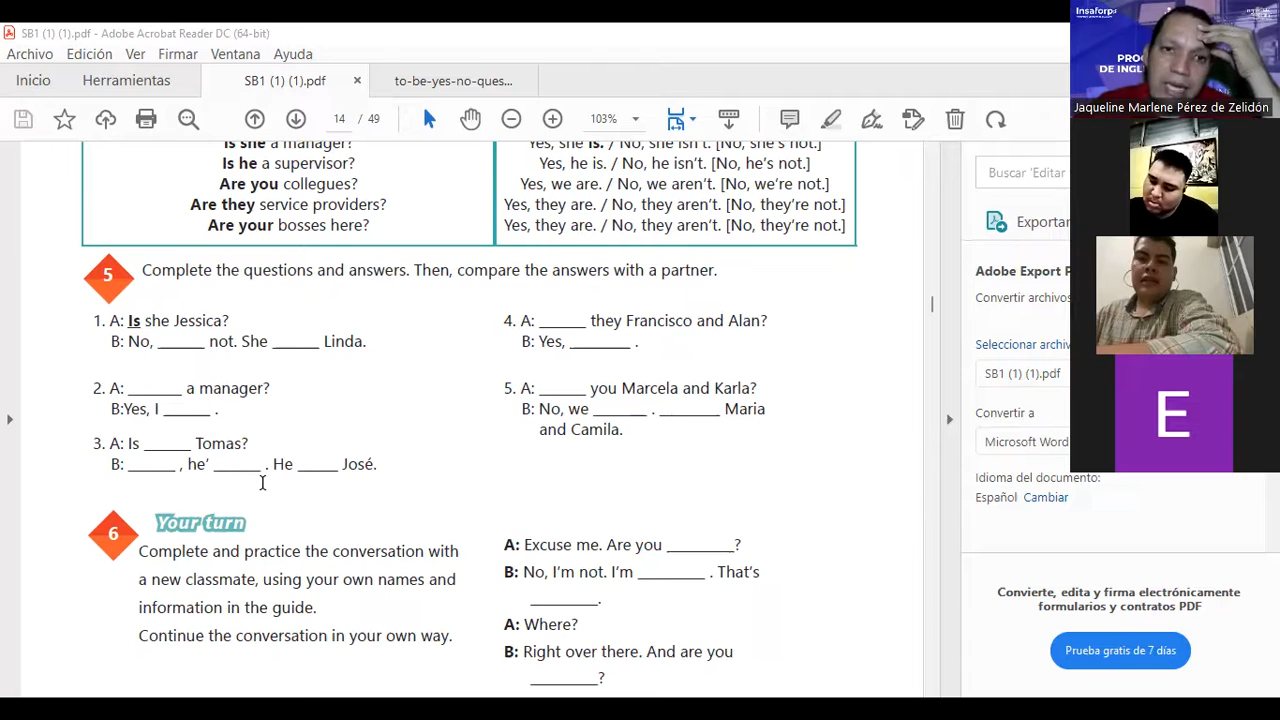 SB1 (1) (1).pdf - Adobe Acrobat Reader DC (64-bit)
Archivo Edición Ver Firmar Ventana Ayuda
Inicio Herramientas SB1 (1) (1).pdf × to-be-yes-no-ques...
14 / 49 103%
Is she a manager? Yes, she is. / No, she isn't. [No, she's not.]
Is he a supervisor? Yes, he is. / No, he isn't. [No, he's not.]
Are you collegues? Yes, we are. / No, we aren't. [No, we're not.]
Are they service providers? Yes, they are. / No, they aren't. [No, they're not.]
Are your bosses here? Yes, they are. / No, they aren't. [No, they're not.]
5 Complete the questions and answers. Then, compare the answers with a partner.
1. A: Is she Jessica?
B: No, ______ not. She ______ Linda.
2. A: _______ a manager?
B:Yes, I ______ .
3. A: Is ______ Tomas?
B: ______ , he' ______ . He _____ José.
4. A: ______ they Francisco and Alan?
B: Yes, ________ .
5. A: ______ you Marcela and Karla?
B: No, we _______ . ________ Maria
and Camila.
6 Your turn
Complete and practice the conversation with
a new classmate, using your own names and
information in the guide.
Continue the conversation in your own way.
A: Excuse me. Are you _________?
B: No, I'm not. I'm _________ . That's
_________.
A: Where?
B: Right over there. And are you
_________?
Buscar 'Editar
Exportar
Adobe Export P
Convertir archivos
Seleccionar archivo
SB1 (1) (1).pdf
Convertir a
Microsoft Word
Idioma del documento:
Español Cambiar
Convierte, edita y firma electrónicamente
formularios y contratos PDF
Prueba gratis de 7 días
Insaforp
PRO
DE INGL
Jaqueline Marlene Pérez de Zelidón
E